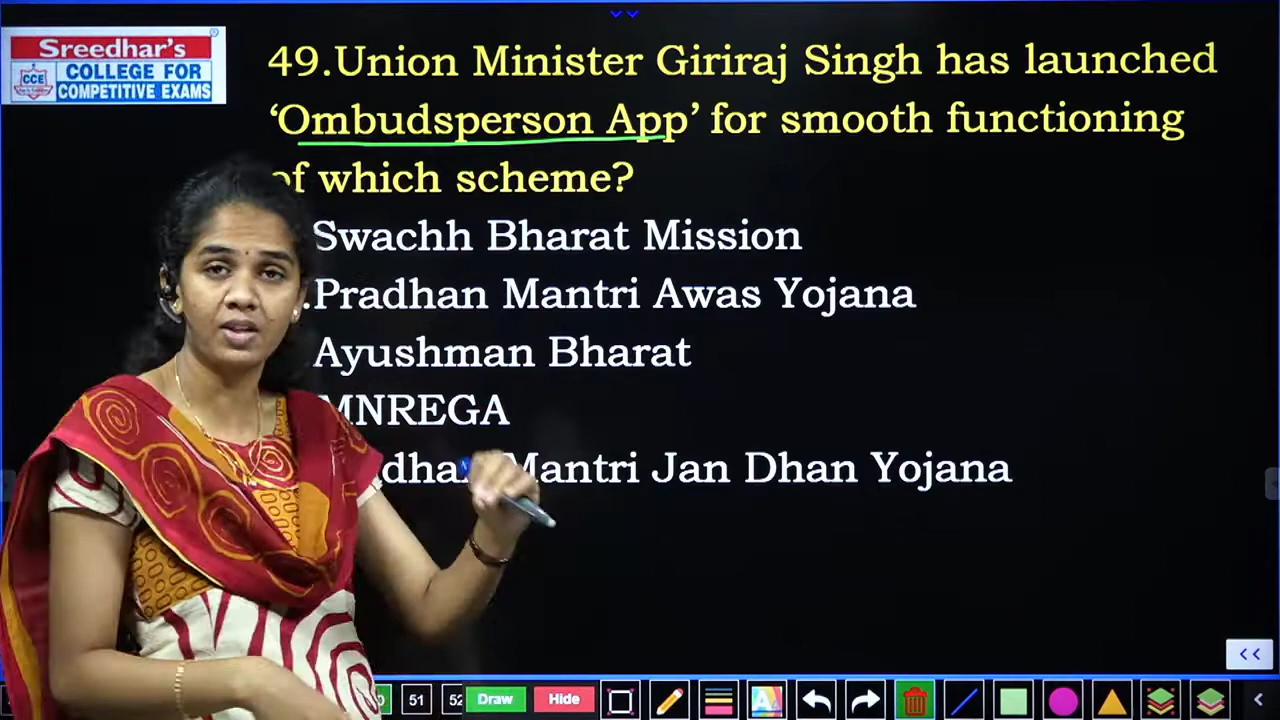 Sreedhar's
CCE
COLLEGE FOR
COMPETITIVE EXAMS
49.Union Minister Giriraj Singh has launched
‘Ombudsperson App’ for smooth functioning
of which scheme?
Swachh Bharat Mission
.Pradhan Mantri Awas Yojana
Ayushman Bharat
MNREGA
Mantri Jan Dhan Yojana
51
52
Draw
Hide
<<